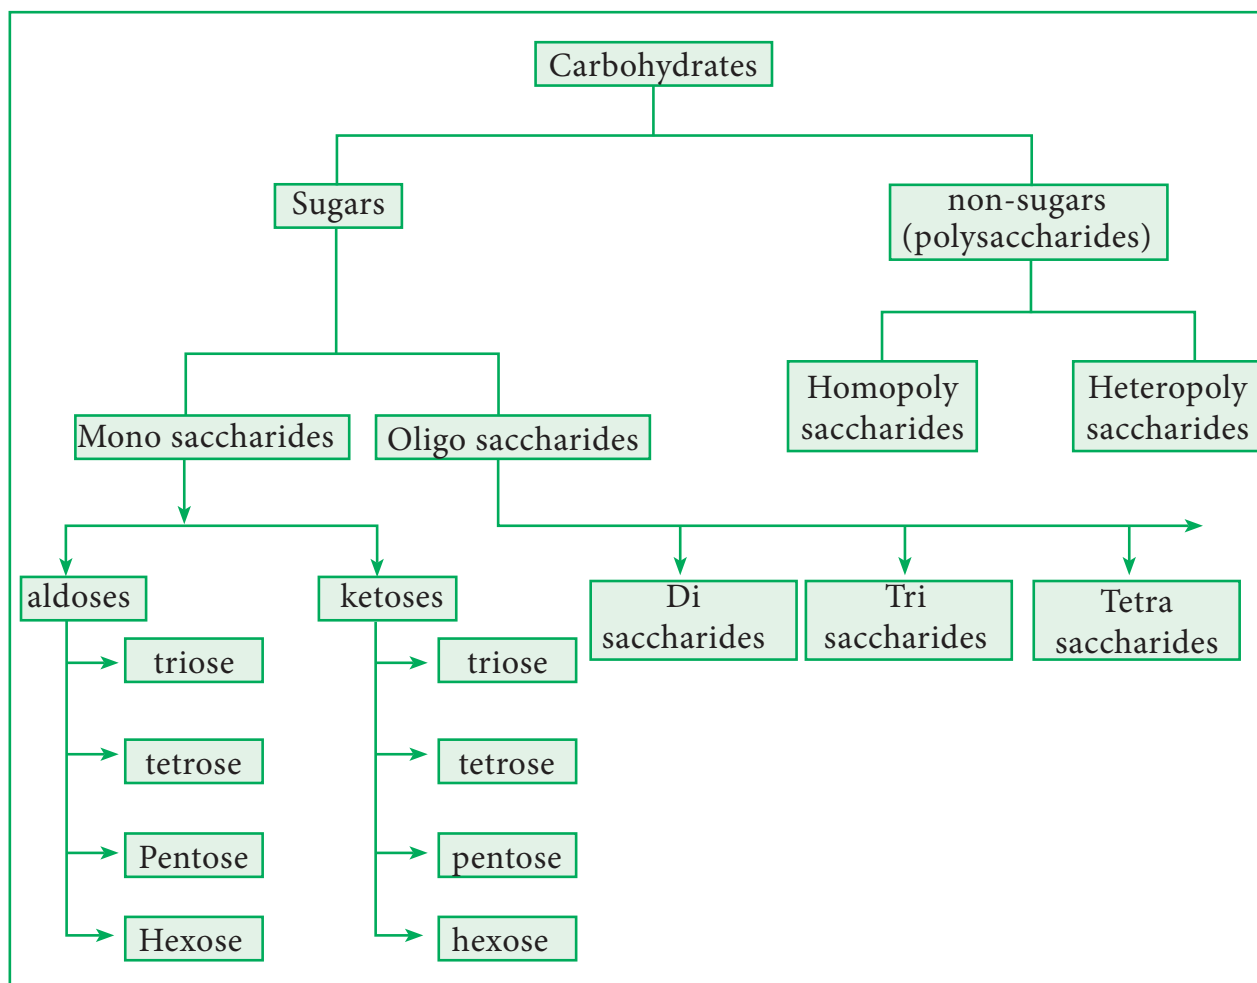 Carbohydrates
Sugars
non-sugars
(polysaccharides)
Homopoly
saccharides
Heteropoly
saccharides
Mono saccharides
Oligo saccharides
aldoses
ketoses
Di
saccharides
Tri
saccharides
Tetra
saccharides
triose
triose
tetrose
tetrose
Pentose
pentose
Hexose
hexose